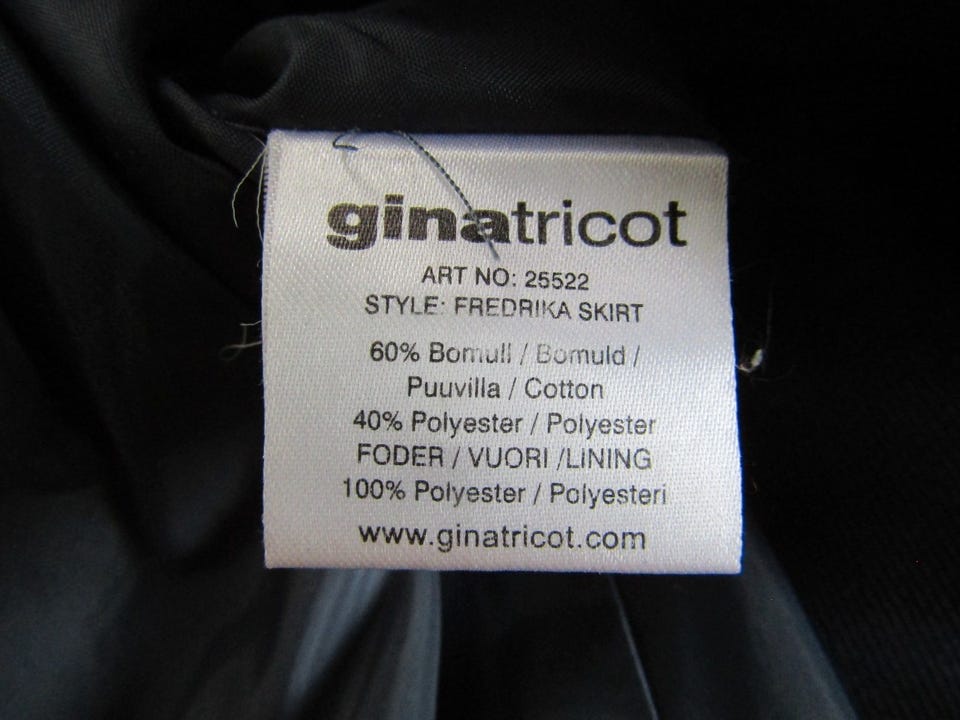 ginatricot
ART NO: 25522
STYLE: FREDRIKA SKIRT
60% Bomull / Bomuld /
Puuvilla / Cotton
40% Polyester / Polyester
FODER / VUORI /LINING
100% Polyester / Polyesteri
www.ginatricot.com